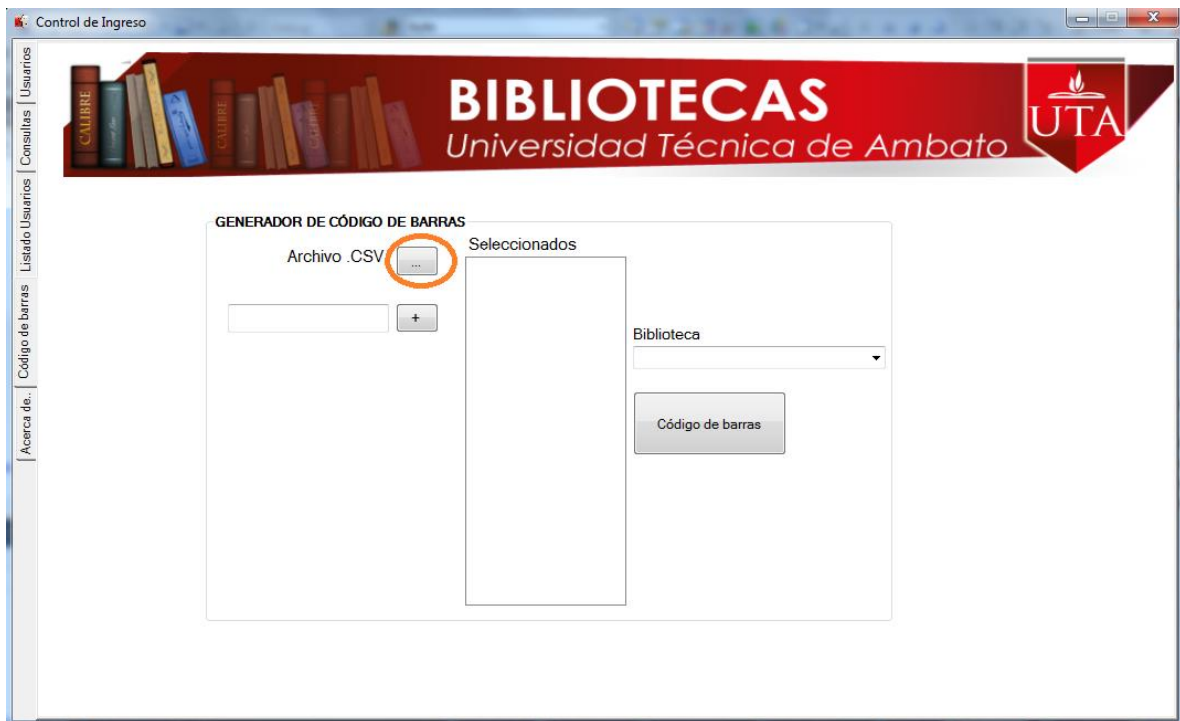 Control de Ingreso
Usuarios
Consultas
Listado Usuarios
Código de barras
Acerca de..
CALIBRE
CALIBRE
BIBLIOTECAS
Universidad Técnica de Ambato
UTA
GENERADOR DE CÓDIGO DE BARRAS
Archivo .CSV
...
Seleccionados
+
Biblioteca
Código de barras